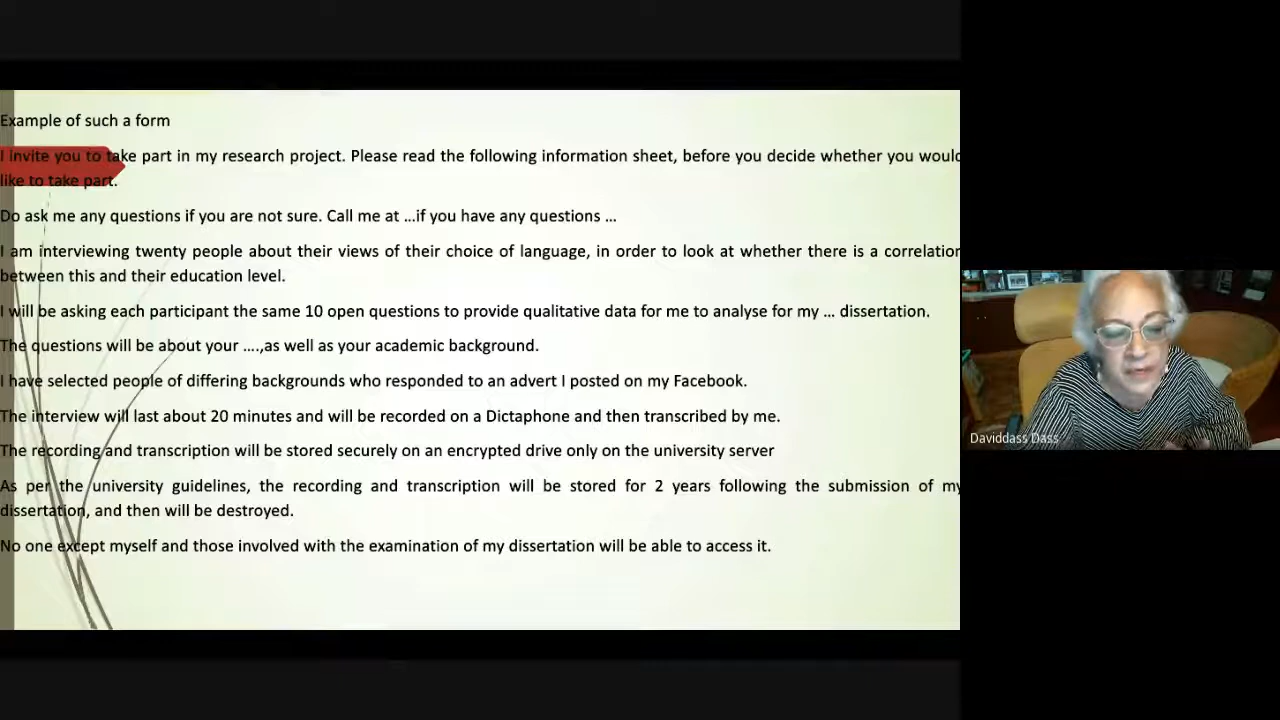 Example of such a form
I invite you to take part in my research project. Please read the following information sheet, before you decide whether you would
like to take part.
Do ask me any questions if you are not sure. Call me at …if you have any questions …
I am interviewing twenty people about their views of their choice of language, in order to look at whether there is a correlation
between this and their education level.
I will be asking each participant the same 10 open questions to provide qualitative data for me to analyse for my … dissertation.
The questions will be about your ….,as well as your academic background.
I have selected people of differing backgrounds who responded to an advert I posted on my Facebook.
The interview will last about 20 minutes and will be recorded on a Dictaphone and then transcribed by me.
The recording and transcription will be stored securely on an encrypted drive only on the university server
As per the university guidelines, the recording and transcription will be stored for 2 years following the submission of my
dissertation, and then will be destroyed.
No one except myself and those involved with the examination of my dissertation will be able to access it.
Daviddass Dass